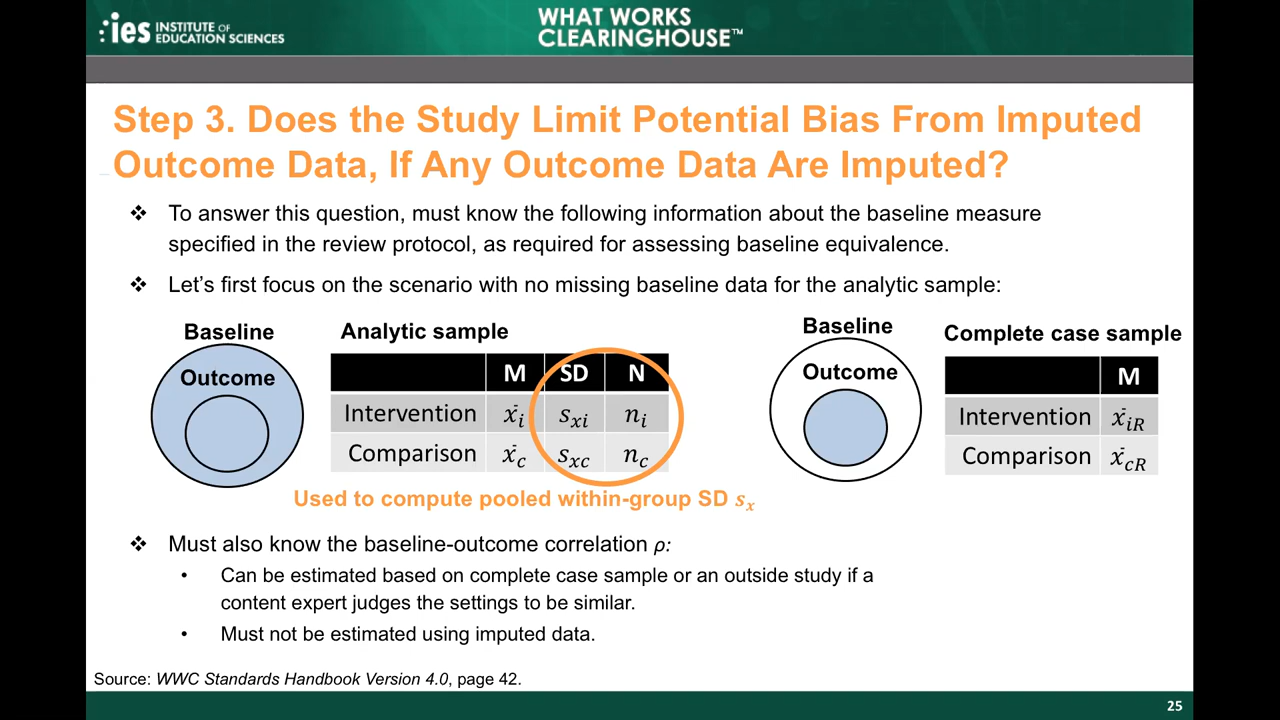 ies INSTITUTE OF
EDUCATION SCIENCES
WHAT WORKS
CLEARINGHOUSE™
Step 3. Does the Study Limit Potential Bias From Imputed
Outcome Data, If Any Outcome Data Are Imputed?
❖ To answer this question, must know the following information about the baseline measure
specified in the review protocol, as required for assessing baseline equivalence.
❖ Let’s first focus on the scenario with no missing baseline data for the analytic sample:
Baseline
Outcome
Analytic sample
M SD N
Intervention x̄ᵢ sₓᵢ nᵢ
Comparison x̄_c s_xc n_c
Used to compute pooled within-group SD sₓ
Baseline
Outcome
Complete case sample
M
Intervention x̄_iR
Comparison x̄_cR
❖ Must also know the baseline-outcome correlation ρ:
• Can be estimated based on complete case sample or an outside study if a
content expert judges the settings to be similar.
• Must not be estimated using imputed data.
Source: WWC Standards Handbook Version 4.0, page 42.
25